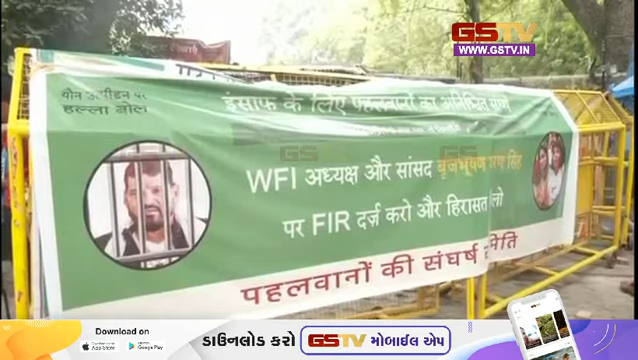 GSTV
WWW.GSTV.IN
यौन उत्पीड़न पर
हल्ला बोल
इंसाफ के लिए पहलवानों का अनिश्चित
WFI अध्यक्ष और सांसद बृजभूषण शरण सिंह
पर FIR दर्ज़ करो और हिरासत लो
पहलवानों की संघर्ष समिति
GSTV
Download on
App Store Google Play
ડાઉનલોડ કરો GSTV મોબાઈલ એપ